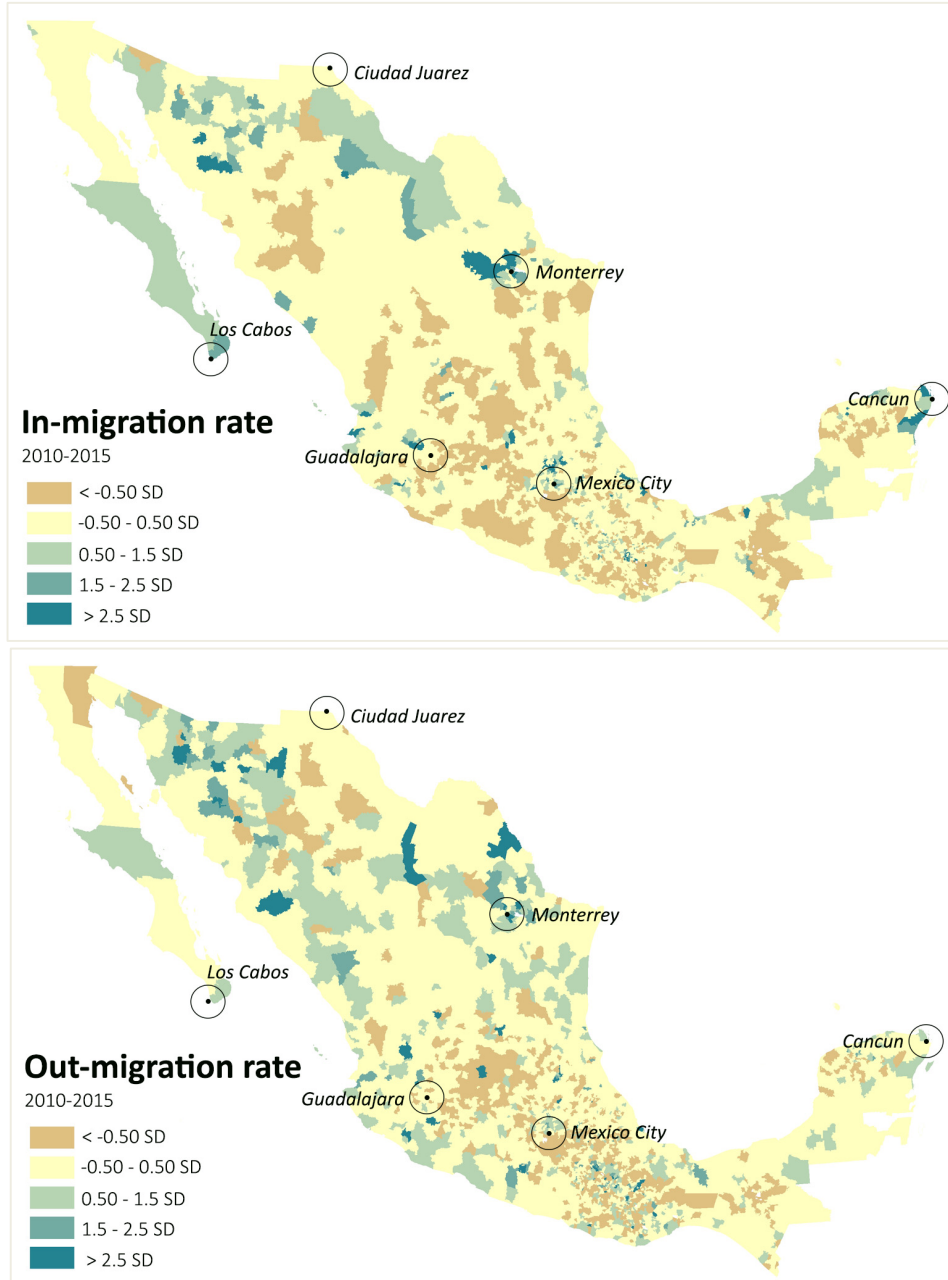 Ciudad Juarez
Monterrey
Los Cabos
Cancun
In-migration rate
2010-2015
Guadalajara
Mexico City
< -0.50 SD
-0.50 - 0.50 SD
0.50 - 1.5 SD
1.5 - 2.5 SD
> 2.5 SD
Ciudad Juarez
Monterrey
Los Cabos
Cancun
Out-migration rate
2010-2015
Guadalajara
Mexico City
< -0.50 SD
-0.50 - 0.50 SD
0.50 - 1.5 SD
1.5 - 2.5 SD
> 2.5 SD